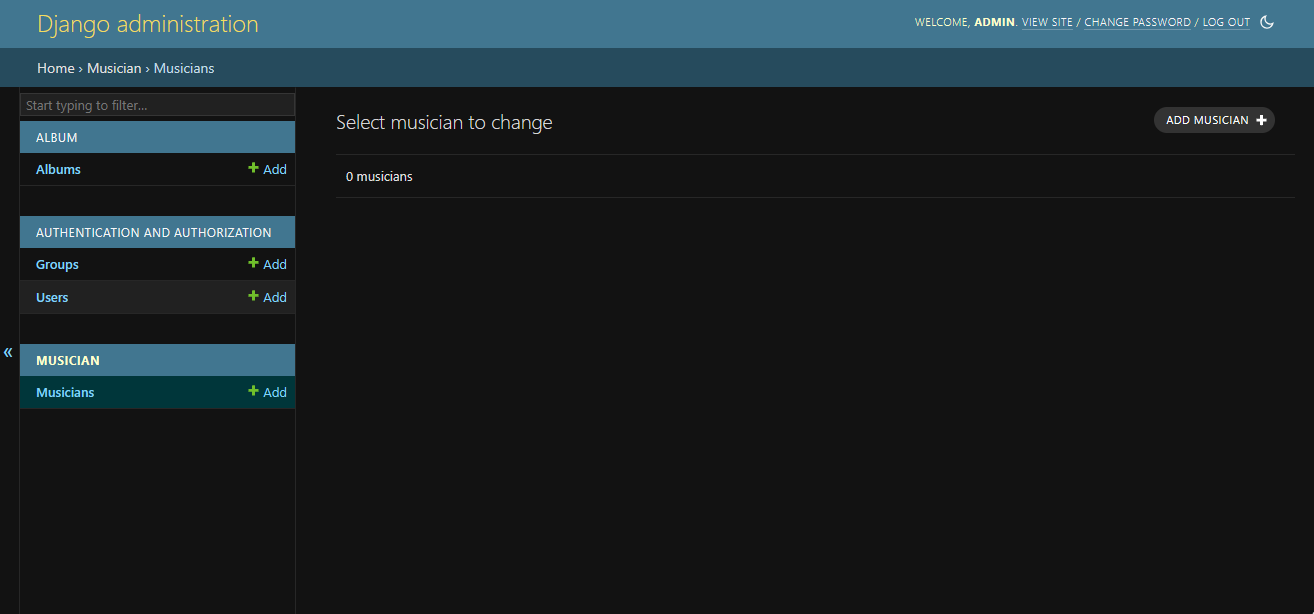 Django administration
WELCOME, ADMIN. VIEW SITE / CHANGE PASSWORD / LOG OUT
Home › Musician › Musicians
Start typing to filter...
ALBUM
Albums Add
AUTHENTICATION AND AUTHORIZATION
Groups Add
Users Add
«
MUSICIAN
Musicians Add
Select musician to change
ADD MUSICIAN
0 musicians